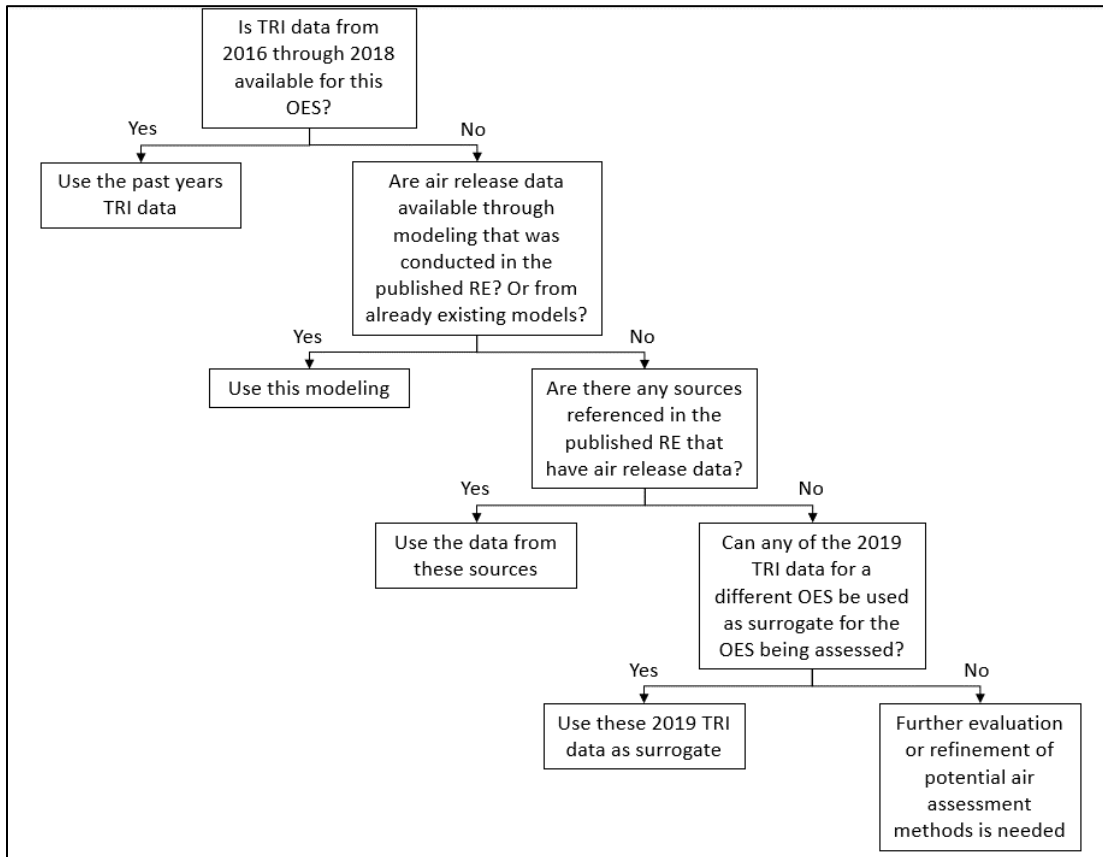 Is TRI data from
2016 through 2018
available for this
OES?
Yes
No
Use the past years
TRI data
Are air release data
available through
modeling that was
conducted in the
published RE? Or from
already existing models?
Yes
No
Use this modeling
Are there any sources
referenced in the
published RE that
have air release data?
Yes
No
Use the data from
these sources
Can any of the 2019
TRI data for a
different OES be used
as surrogate for the
OES being assessed?
Yes
No
Use these 2019 TRI
data as surrogate
Further evaluation
or refinement of
potential air
assessment
methods is needed